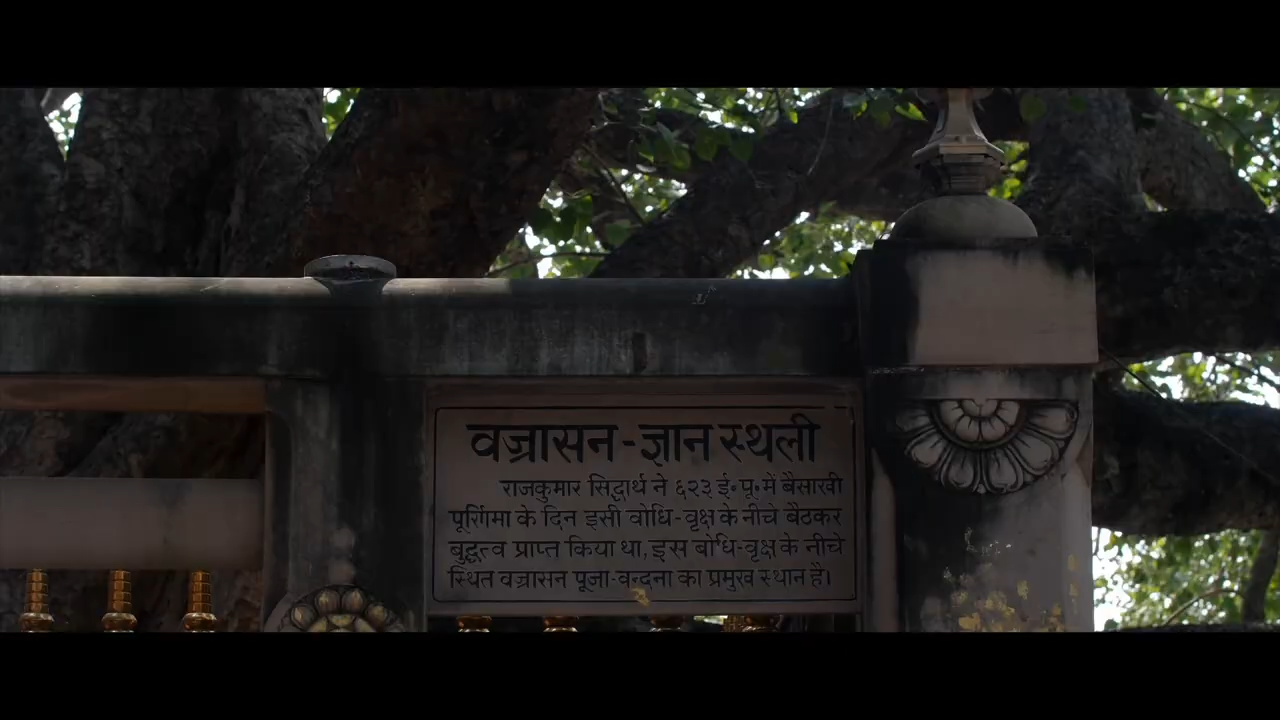 वज्रासन-ज्ञान स्थली
राजकुमार सिद्धार्थ ने ६२३ ई॰ पू॰ में बैसाखी
पूर्णिमा के दिन इसी वोधि-वृक्ष के नीचे बैठकर
बुद्धत्व प्राप्त किया था, इस बोधि-वृक्ष के नीचे
स्थित वज्रासन पूजा-वन्दना का प्रमुख स्थान है।